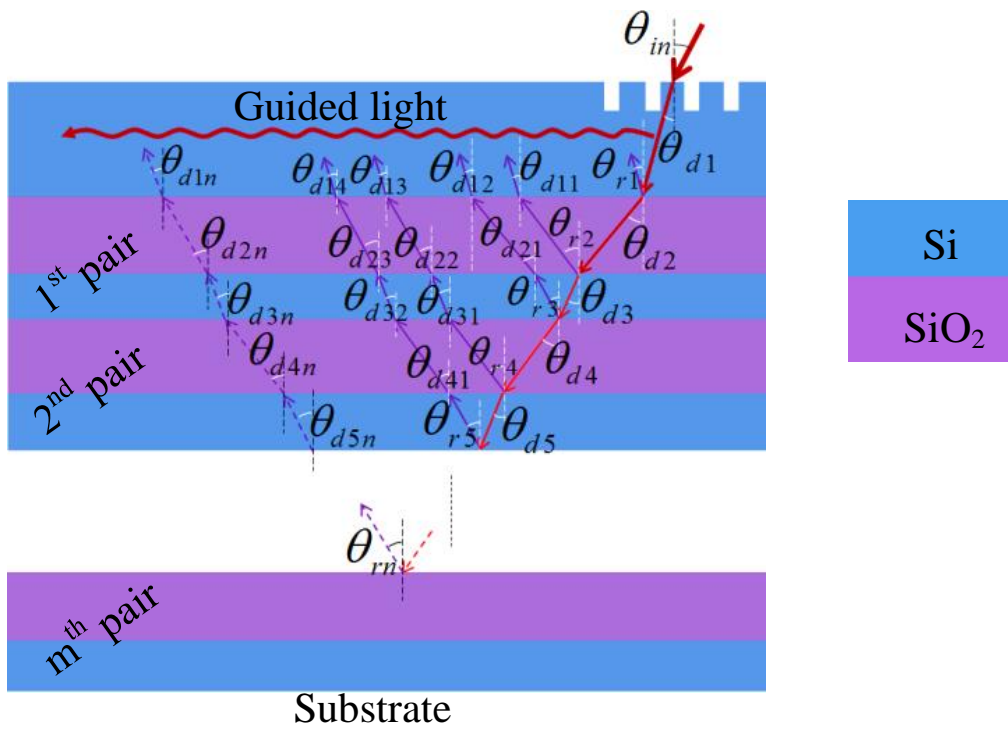 θin
Guided light
θd1n
θd14
θd13
θd12
θd11
θr1
θd1
1st pair
θd2n
θd23
θd22
θd21
θr2
θd2
θd3n
θd32
θd31
θr3
θd3
2nd pair
θd4n
θd41
θr4
θd4
θd5n
θr5
θd5
θrn
mth pair
Substrate
Si
SiO2